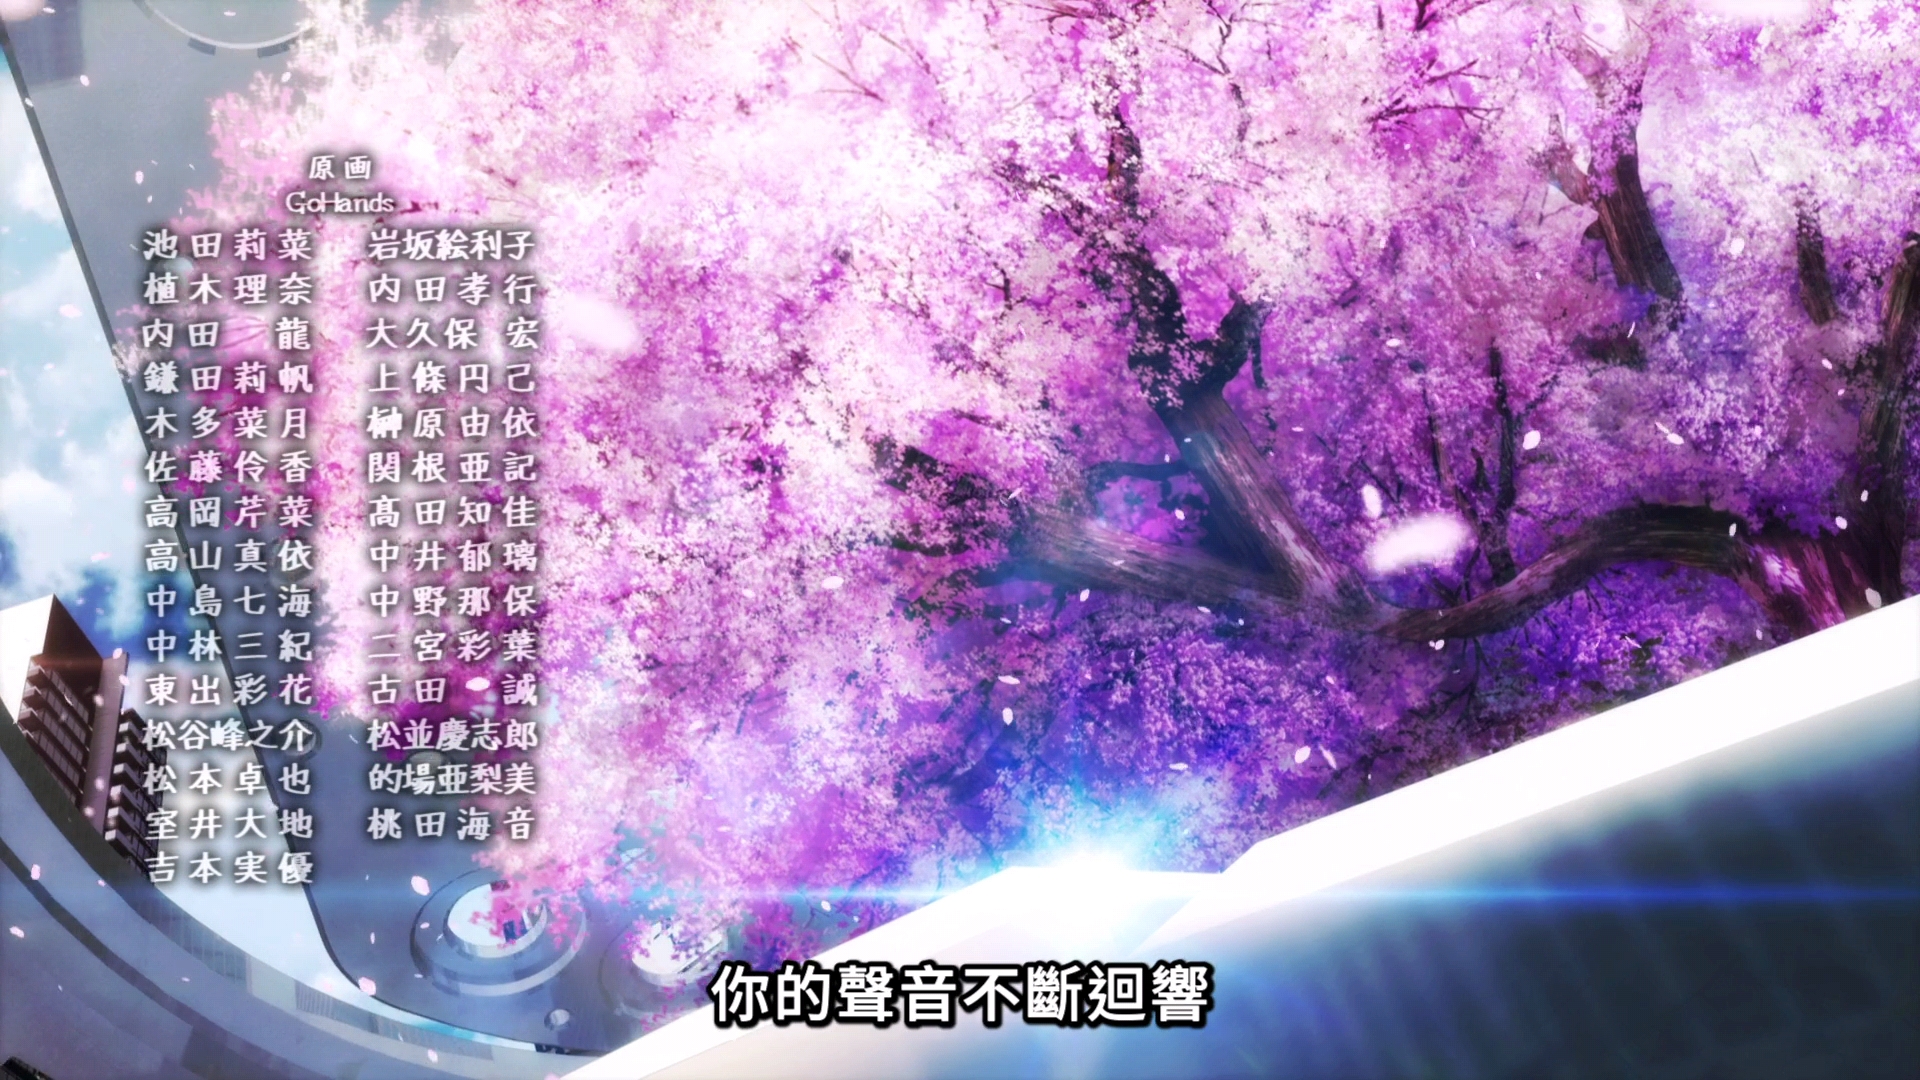 原画
GoHands
池田莉菜 岩坂絵利子
植木理奈 内田孝行
内田 龍 大久保 宏
鎌田莉帆 上條円己
木多菜月 榊原由依
佐藤伶香 関根亜記
高岡芹菜 髙田知佳
高山真依 中井郁璃
中島七海 中野那保
中林三紀 二宮彩葉
東出彩花 古田 誠
松谷峰之介 松並慶志郎
松本卓也 的場亜梨美
室井大地 桃田海音
吉本実優
你的聲音不斷迴響